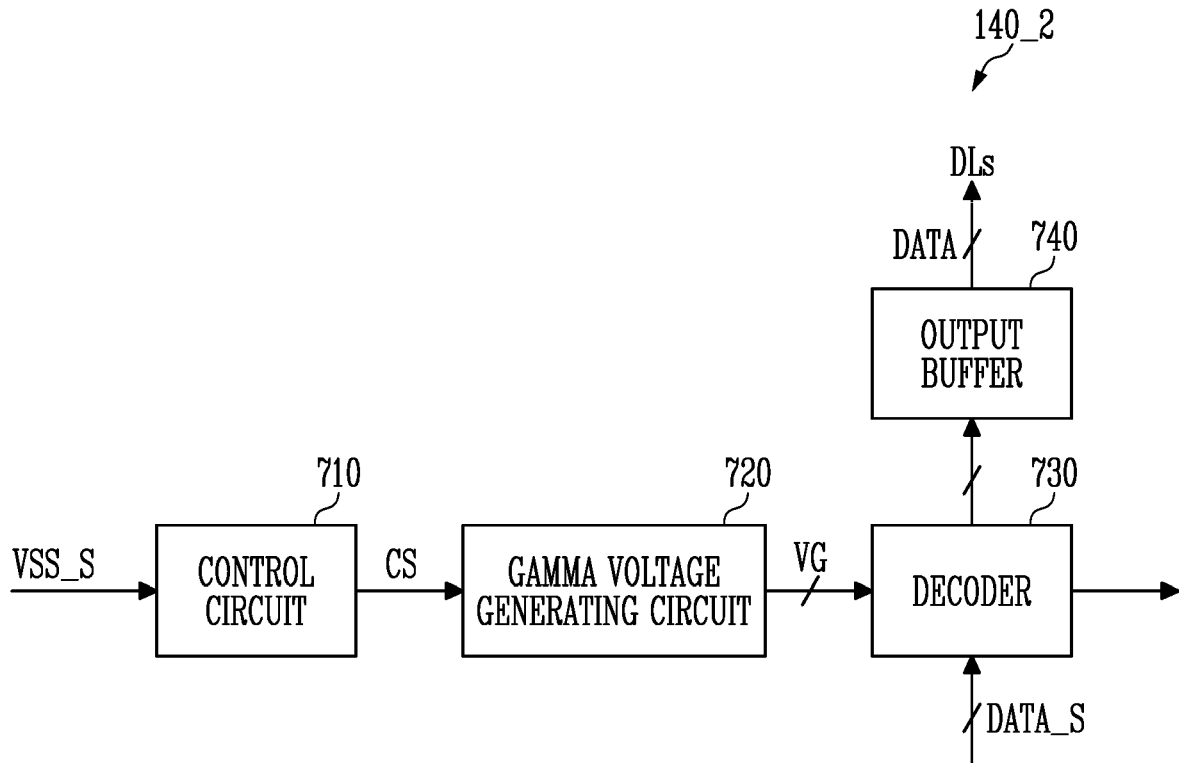 140_2
DLs
DATA
740
OUTPUT
BUFFER
710
720
730
VSS_S
CONTROL
CIRCUIT
CS
GAMMA VOLTAGE
GENERATING CIRCUIT
VG
DECODER
DATA_S